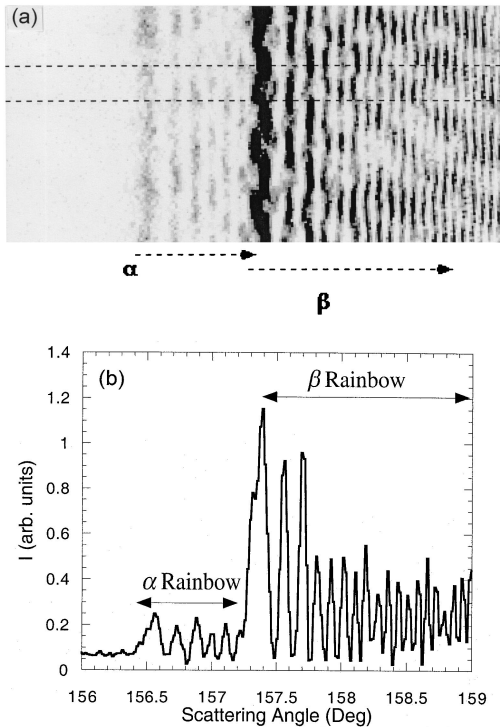 (a)
α
β
(b)
β Rainbow
α Rainbow
I (arb. units)
1.4
1.2
1
0.8
0.6
0.4
0.2
0
156 156.5 157 157.5 158 158.5 159
Scattering Angle (Deg)